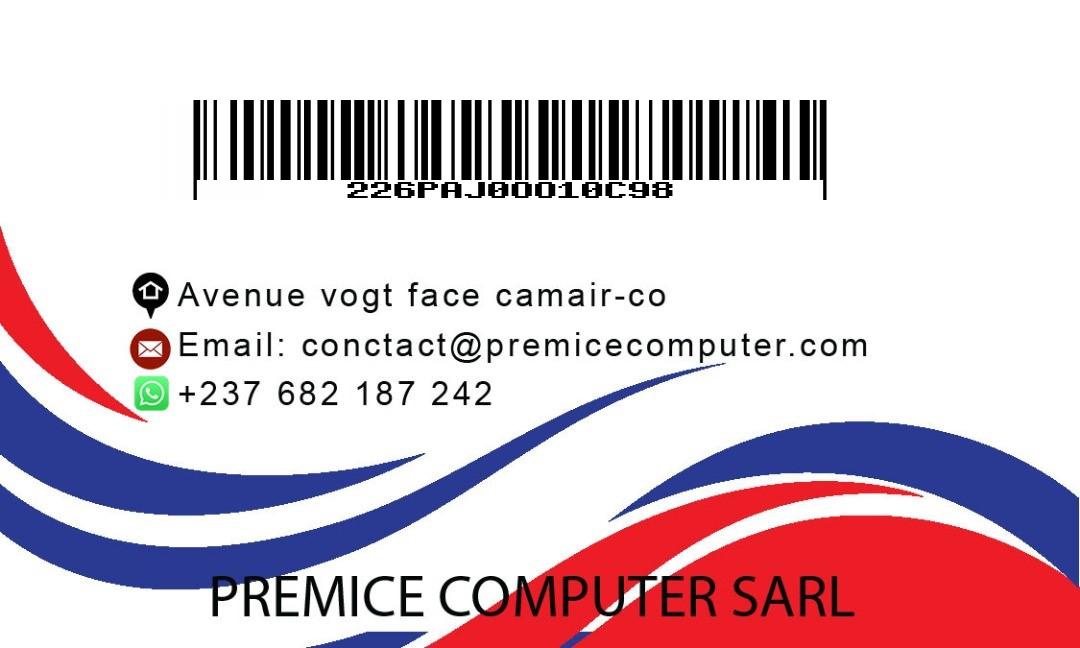 226PAJ00010C98
Avenue vogt face camair-co
Email: conctact@premicecomputer.com
+237 682 187 242
PREMICE COMPUTER SARL